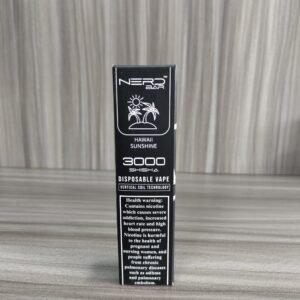 NERD™
BAR
HAWAII
SUNSHINE
3000
SHISHA
DISPOSABLE VAPE
VERTICAL COIL TECHNOLOGY
Health warning:
Contains nicotine
which causes severe
addiction, increased
heart rate and high
blood pressure.
Nicotine is harmful
to the health of
pregnant and
nursing women, and
people suffering
from chronic
pulmonary diseases
such as asthma
and pulmonary
embolism.